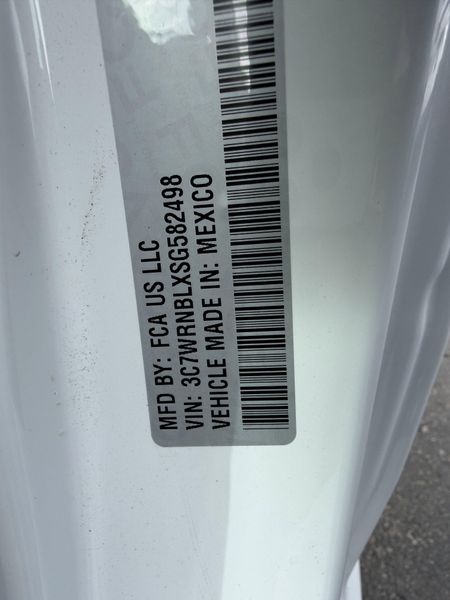 MFD BY: FCA US LLC
VIN: 3C7WRNBLXSG582498
VEHICLE MADE IN: MEXICO